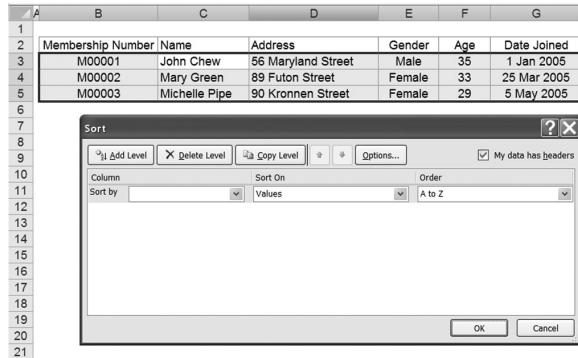 A B C D E F G
1
2 Membership Number Name Address Gender Age Date Joined
3 M00001 John Chew 56 Maryland Street Male 35 1 Jan 2005
4 M00002 Mary Green 89 Futon Street Female 33 25 Mar 2005
5 M00003 Michelle Pipe 90 Kronnen Street Female 29 5 May 2005
6
7 Sort ? X
8
9 Add Level Delete Level Copy Level Options... My data has headers
10 Column Sort On Order
11 Sort by Values A to Z
12
13
14
15
16
17
18
19
20 OK Cancel
21